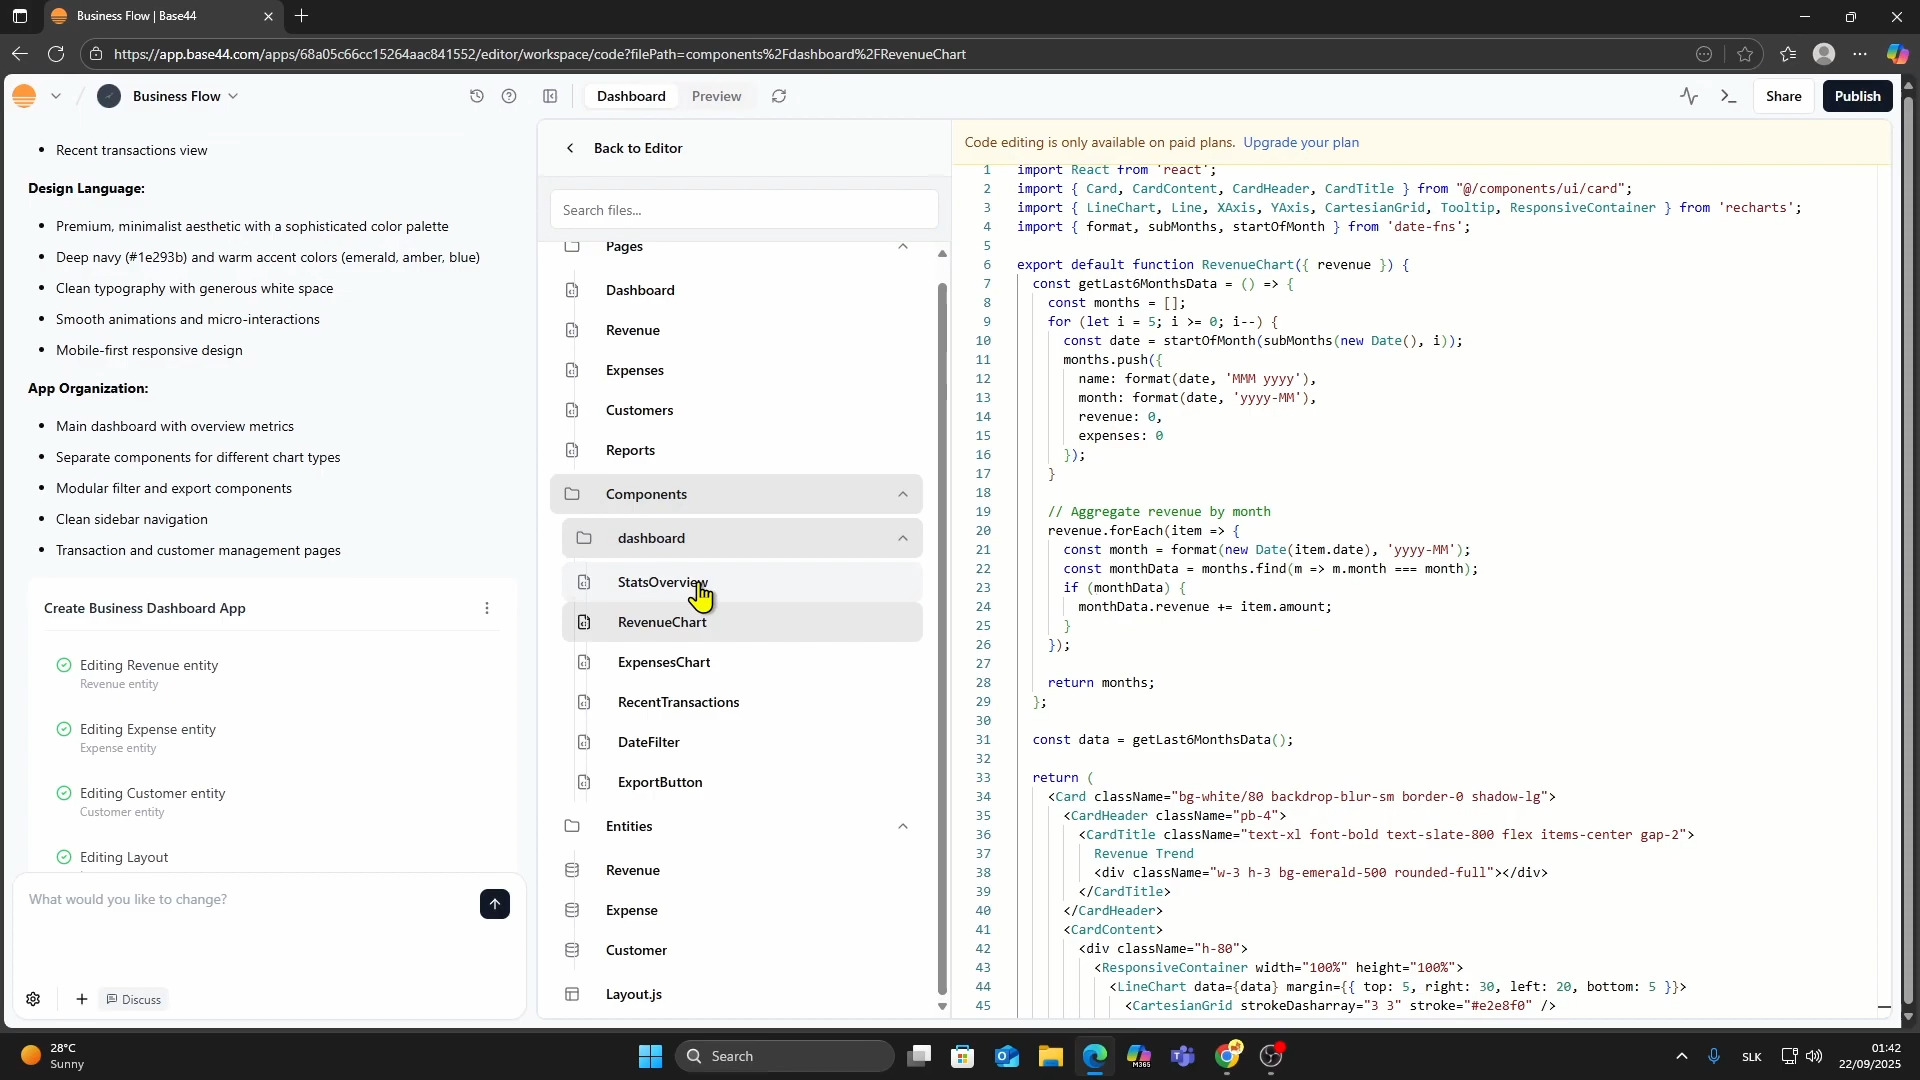 Business Flow | Base44
https://app.base44.com/apps/68a05c66cc15264aac841552/editor/workspace/code?filePath=components%2Fdashboard%2FRevenueChart
Business Flow
Dashboard
Preview
Share
Publish
Recent transactions view
Design Language:
Premium, minimalist aesthetic with a sophisticated color palette
Deep navy (#1e293b) and warm accent colors (emerald, amber, blue)
Clean typography with generous white space
Smooth animations and micro-interactions
Mobile-first responsive design
App Organization:
Main dashboard with overview metrics
Separate components for different chart types
Modular filter and export components
Clean sidebar navigation
Transaction and customer management pages
Create Business Dashboard App
Editing Revenue entity
Revenue entity
Editing Expense entity
Expense entity
Editing Customer entity
Customer entity
Editing Layout
What would you like to change?
Discuss
Back to Editor
Search files...
Pages
Dashboard
Revenue
Expenses
Customers
Reports
Components
dashboard
StatsOverview
RevenueChart
ExpensesChart
RecentTransactions
DateFilter
ExportButton
Entities
Revenue
Expense
Customer
Layout.js
Code editing is only available on paid plans. Upgrade your plan
1 import React from 'react';
2 import { Card, CardContent, CardHeader, CardTitle } from "@/components/ui/card";
3 import { LineChart, Line, XAxis, YAxis, CartesianGrid, Tooltip, ResponsiveContainer } from 'recharts';
4 import { format, subMonths, startOfMonth } from 'date-fns';
5
6 export default function RevenueChart({ revenue }) {
7 const getLast6MonthsData = () => {
8 const months = [];
9 for (let i = 5; i >= 0; i--) {
10 const date = startOfMonth(subMonths(new Date(), i));
11 months.push({
12 name: format(date, 'MMM yyyy'),
13 month: format(date, 'yyyy-MM'),
14 revenue: 0,
15 expenses: 0
16 });
17 }
18
19 // Aggregate revenue by month
20 revenue.forEach(item => {
21 const month = format(new Date(item.date), 'yyyy-MM');
22 const monthData = months.find(m => m.month === month);
23 if (monthData) {
24 monthData.revenue += item.amount;
25 }
26 });
27
28 return months;
29 };
30
31 const data = getLast6MonthsData();
32
33 return (
34 <Card className="bg-white/80 backdrop-blur-sm border-0 shadow-lg">
35 <CardHeader className="pb-4">
36 <CardTitle className="text-xl font-bold text-slate-800 flex items-center gap-2">
37 Revenue Trend
38 <div className="w-3 h-3 bg-emerald-500 rounded-full"></div>
39 </CardTitle>
40 </CardHeader>
41 <CardContent>
42 <div className="h-80">
43 <ResponsiveContainer width="100%" height="100%">
44 <LineChart data={data} margin={{ top: 5, right: 30, left: 20, bottom: 5 }}>
45 <CartesianGrid strokeDasharray="3 3" stroke="#e2e8f0" />
28°C
Sunny
Search
M365
SLK
01:42
22/09/2025